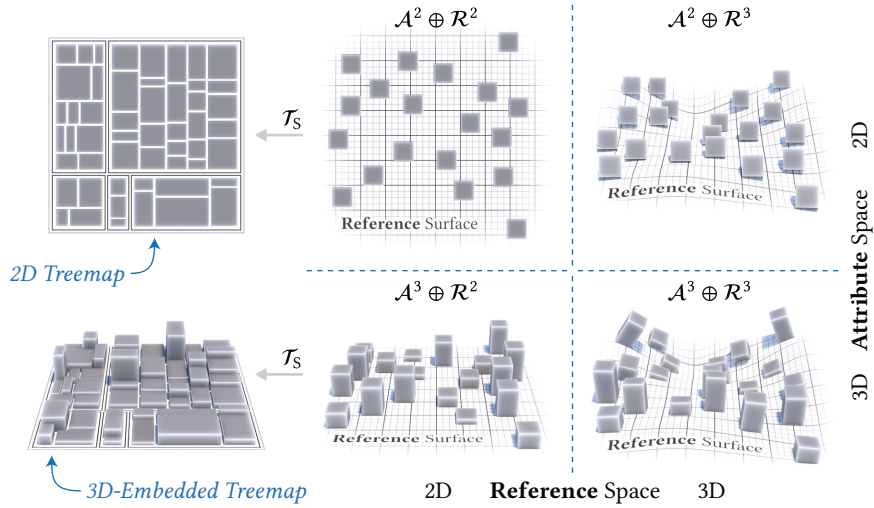 𝒜² ⊕ ℛ²
𝒜² ⊕ ℛ³
𝒯S
Reference Surface
Reference Surface
2D
2D Treemap
Attribute Space
𝒜³ ⊕ ℛ²
𝒜³ ⊕ ℛ³
𝒯S
3D
Reference Surface
Reference Surface
3D-Embedded Treemap
2D Reference Space 3D